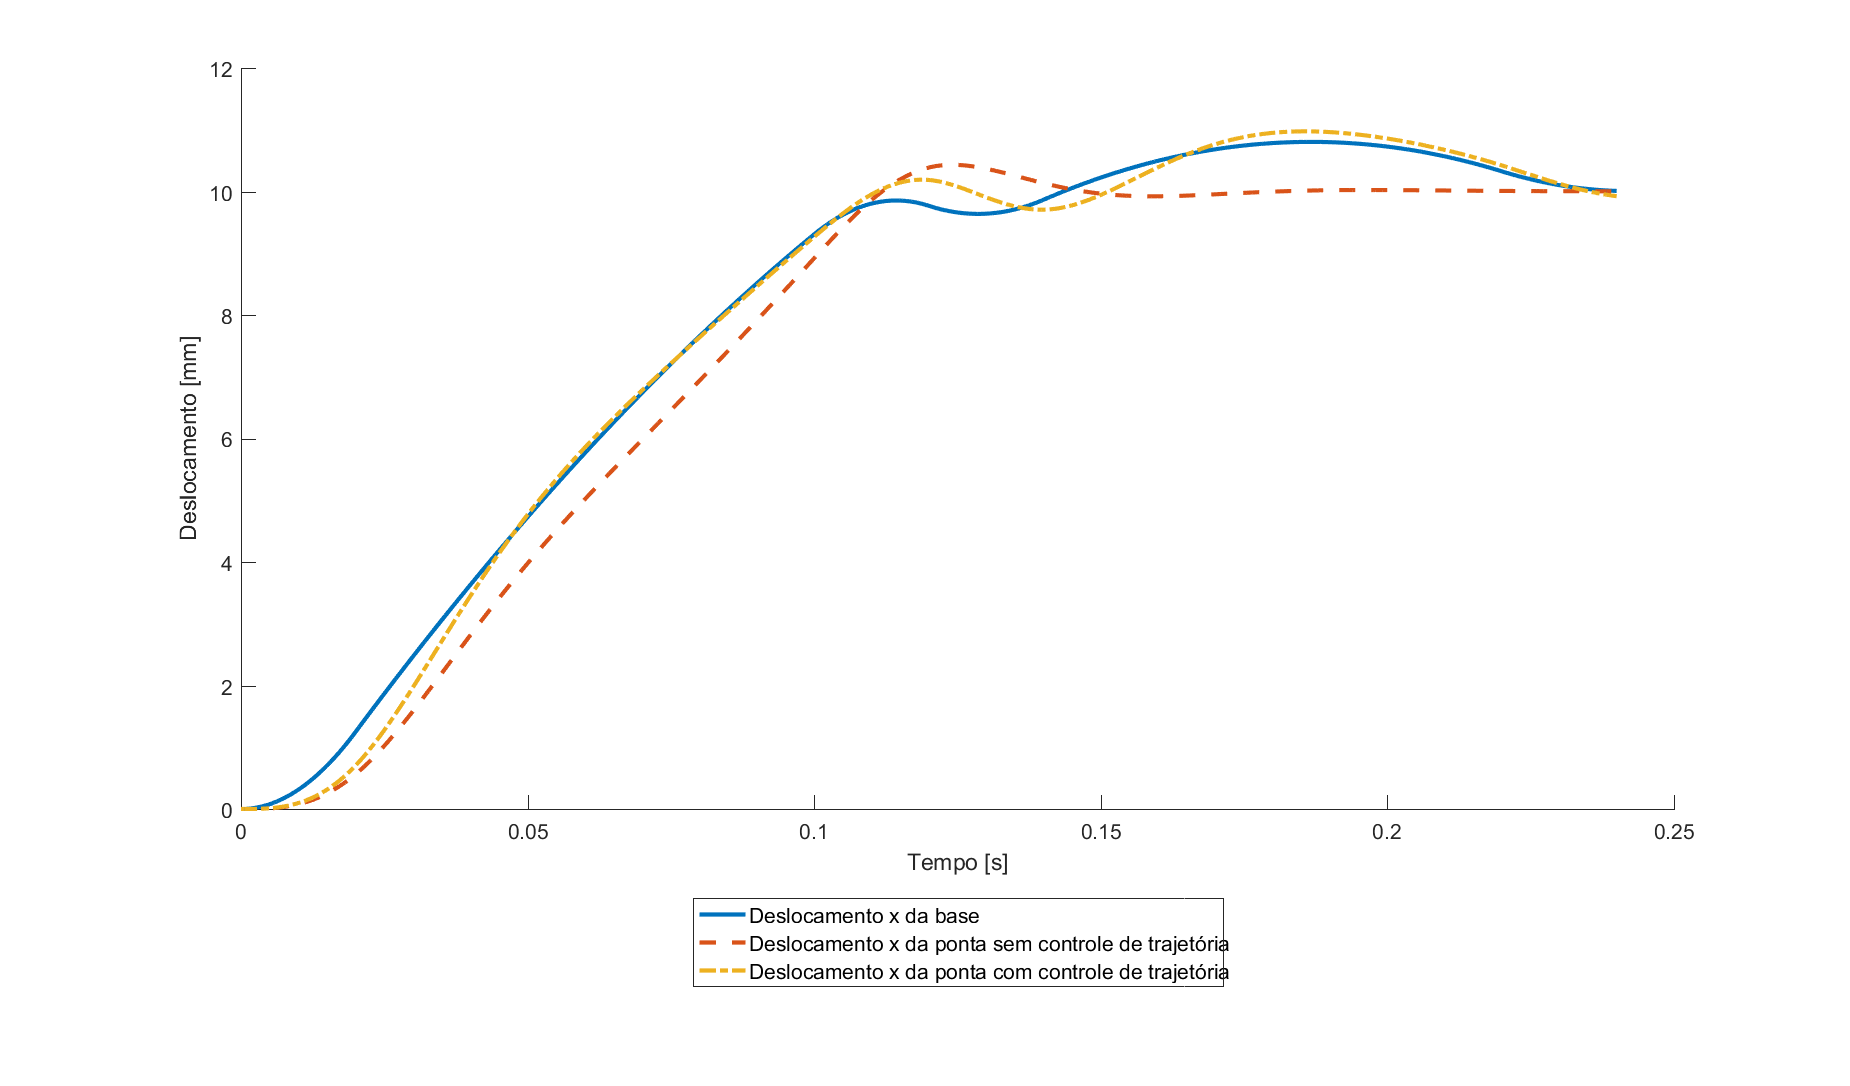 12
10
8
6
4
2
0
Deslocamento [mm]
0 0.05 0.1 0.15 0.2 0.25
Tempo [s]
Deslocamento x da base
Deslocamento x da ponta sem controle de trajetória
Deslocamento x da ponta com controle de trajetória